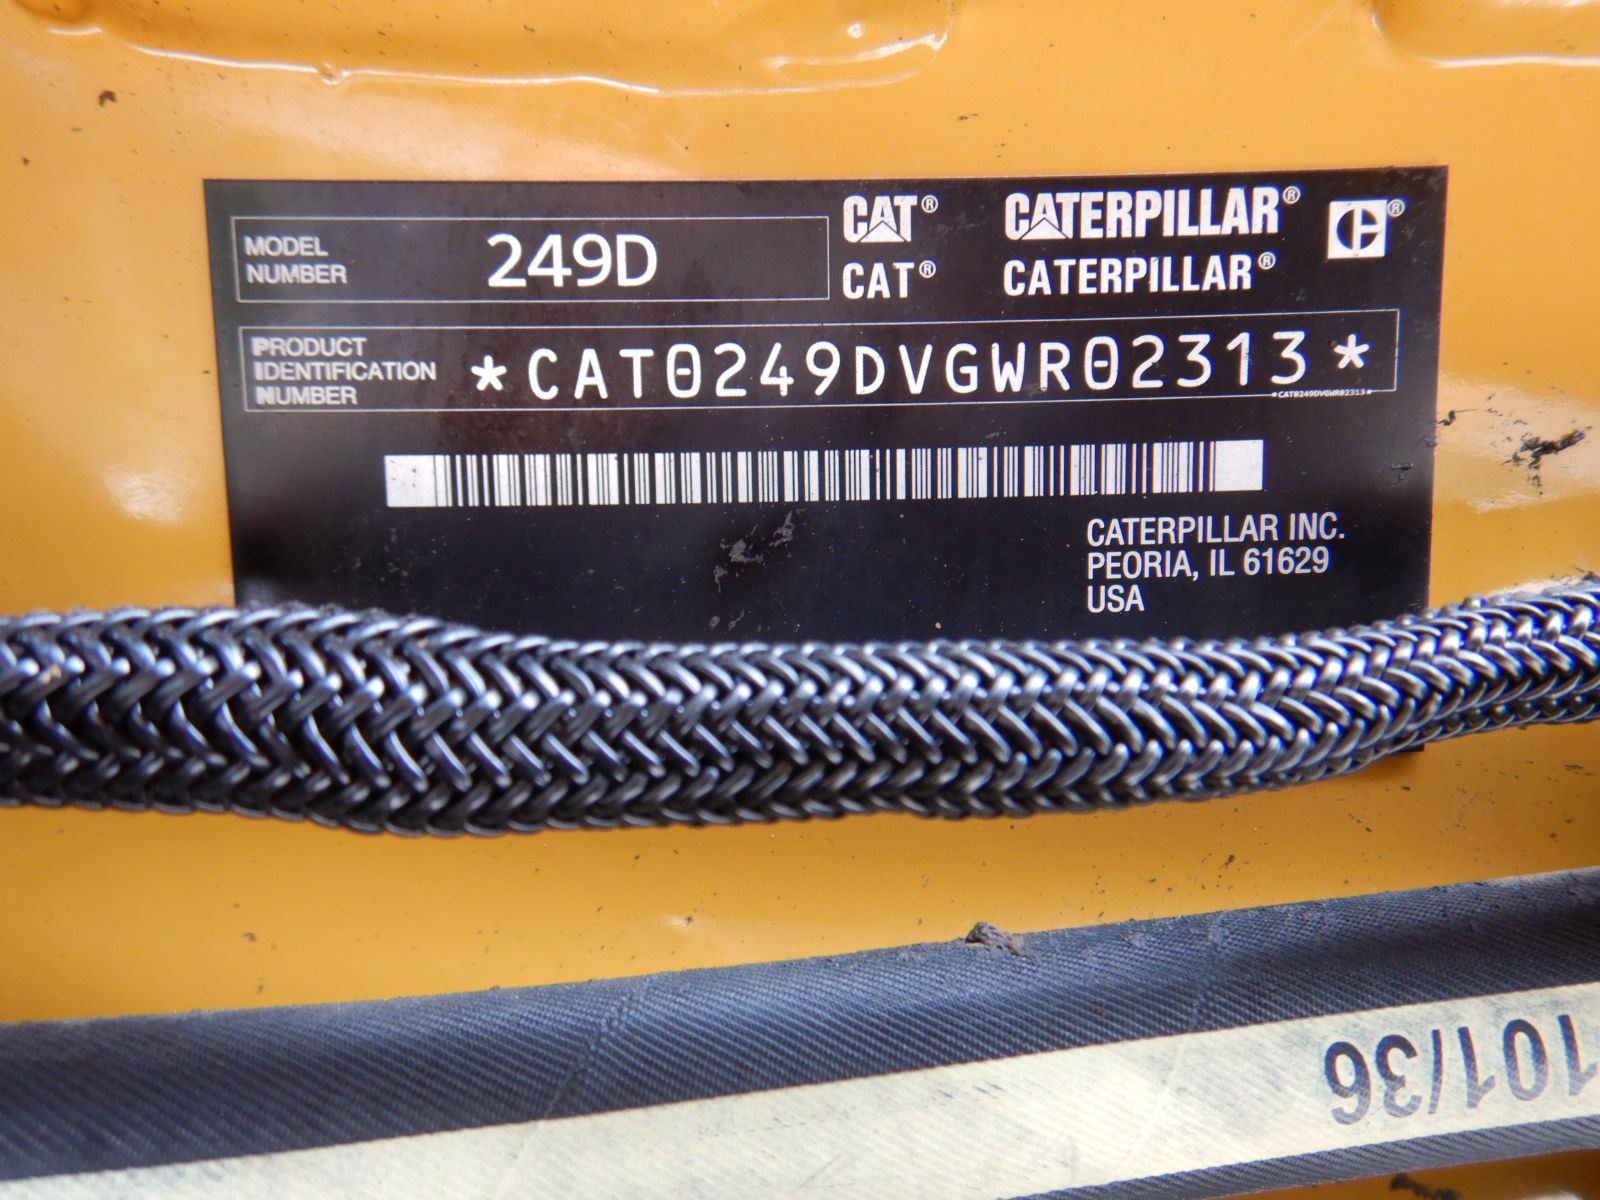 MODEL NUMBER 249D
CAT® CATERPILLAR®
CAT® CATERPILLAR®
PRODUCT IDENTIFICATION NUMBER *CAT0249DVGWR02313*
*CAT0249DVGWR02313*
CATERPILLAR INC.
PEORIA, IL 61629
USA
101/36